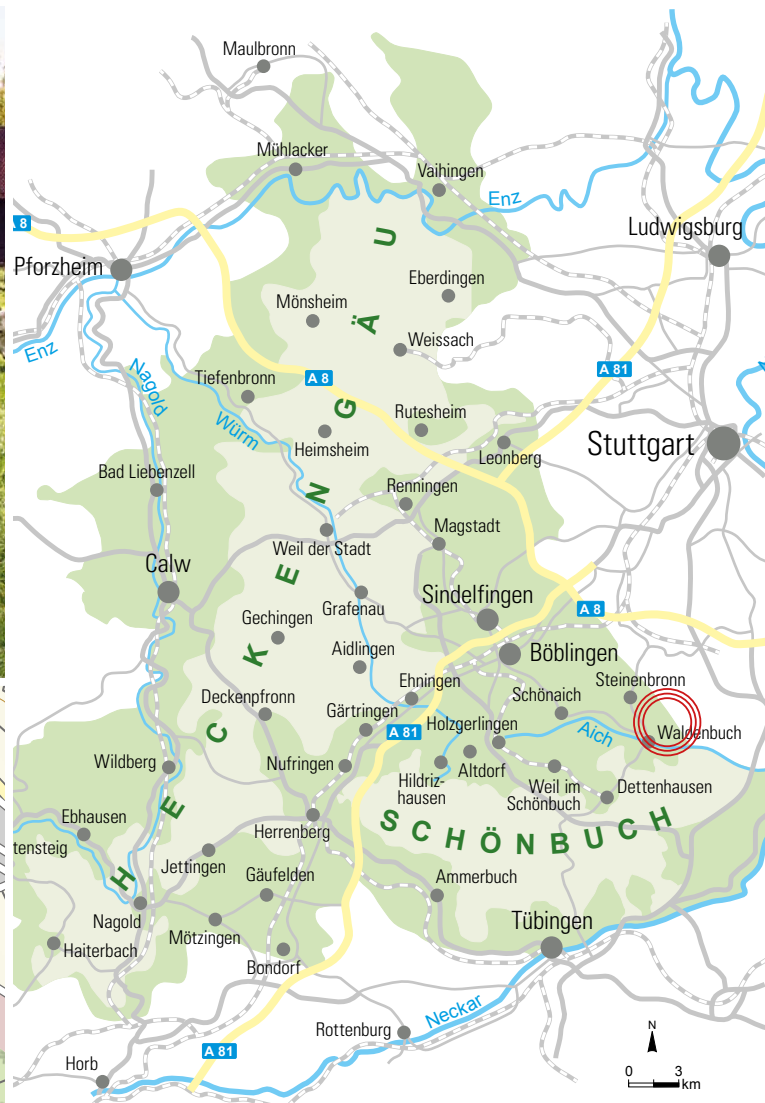 Maulbronn
Mühlacker
Vaihingen
Enz
A 8
Ludwigsburg
Pforzheim
Eberdingen
Mönsheim
Weissach
Enz
Nagold
Tiefenbronn
A 8
A 81
Würm
Rutesheim
Heimsheim
Leonberg
Stuttgart
Bad Liebenzell
Renningen
Magstadt
Weil der Stadt
Calw
Grafenau
Sindelfingen
A 8
Gechingen
Aidlingen
Böblingen
Ehningen
Steinenbronn
Schönaich
Deckenpfronn
Gärtringen
A 81
Holzgerlingen
Aich
Waldenbuch
Wildberg
Nufringen
Altdorf
Hildriz-
hausen
Weil im
Schönbuch
Dettenhausen
Ebhausen
tensteig
Herrenberg
HECKENGÄU
SCHÖNBUCH
Jettingen
Gäufelden
Ammerbuch
Nagold
Mötzingen
Tübingen
Haiterbach
Bondorf
Neckar
Rottenburg
A 81
Horb
N
0 3
km